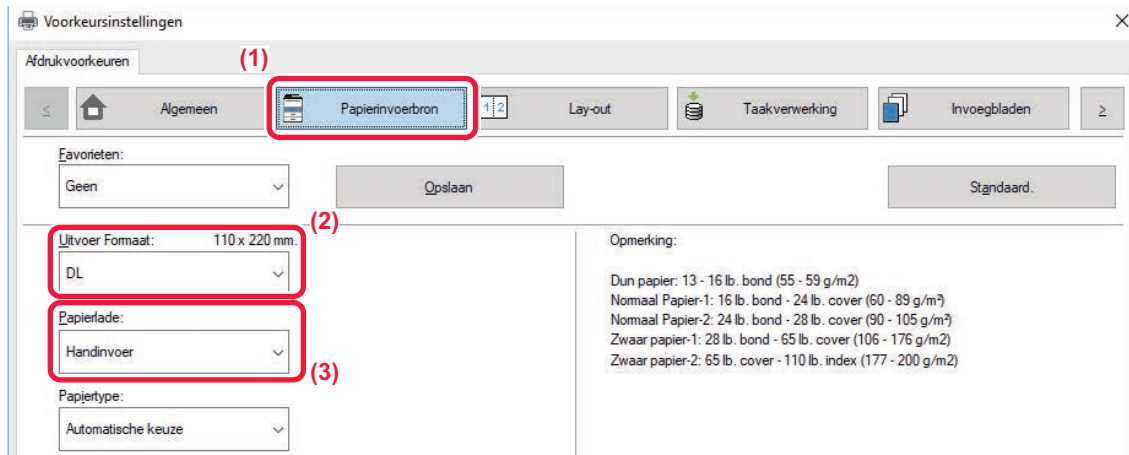 Voorkeursinstellingen
Afdrukvoorkeuren
(1)
< Algemeen Papierinvoerbron 1 2 Lay-out Taakverwerking Invoegbladen >
Favorieten:
Geen Opslaan Standaard.
(2)
Uitvoer Formaat: 110 x 220 mm.
DL
Papierlade:
Handinvoer
(3)
Papiertype:
Automatische keuze
Opmerking:
Dun papier: 13 - 16 lb. bond (55 - 59 g/m2)
Normaal Papier-1: 16 lb. bond - 24 lb. cover (60 - 89 g/m²)
Normaal Papier-2: 24 lb. bond - 28 lb. cover (90 - 105 g/m²)
Zwaar papier-1: 28 lb. bond - 65 lb. cover (106 - 176 g/m2)
Zwaar papier-2: 65 lb. cover - 110 lb. index (177 - 200 g/m2)